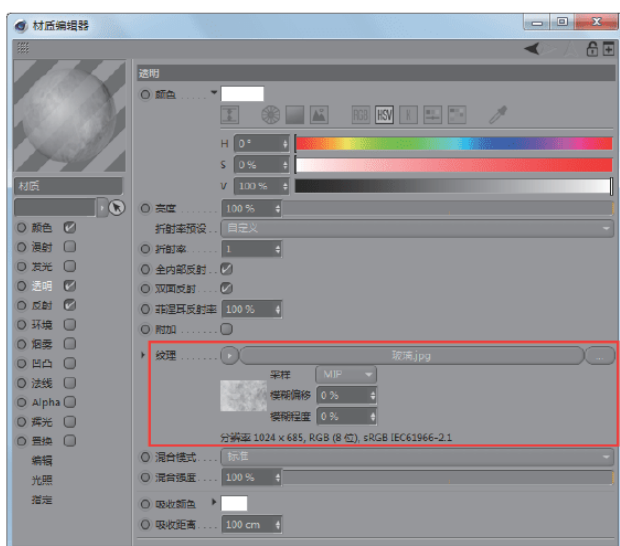 材质编辑器
透明
颜色
RGB HSV K
H 0°
S 0 %
V 100 %
材质
颜色
漫射
发光
透明
反射
环境
烟雾
凹凸
法线
Alpha
辉光
置换
编辑
光照
指定
亮度 100 %
折射率预设 自定义
折射率 1
全内部反射
双面反射
菲涅耳反射率 100 %
附加
纹理 玻璃.jpg ...
采样 MIP
模糊偏移 0 %
模糊程度 0 %
分辨率 1024 x 685, RGB (8 位), sRGB IEC61966-2.1
混合模式 标准
混合强度 100 %
吸收颜色
吸收距离 100 cm